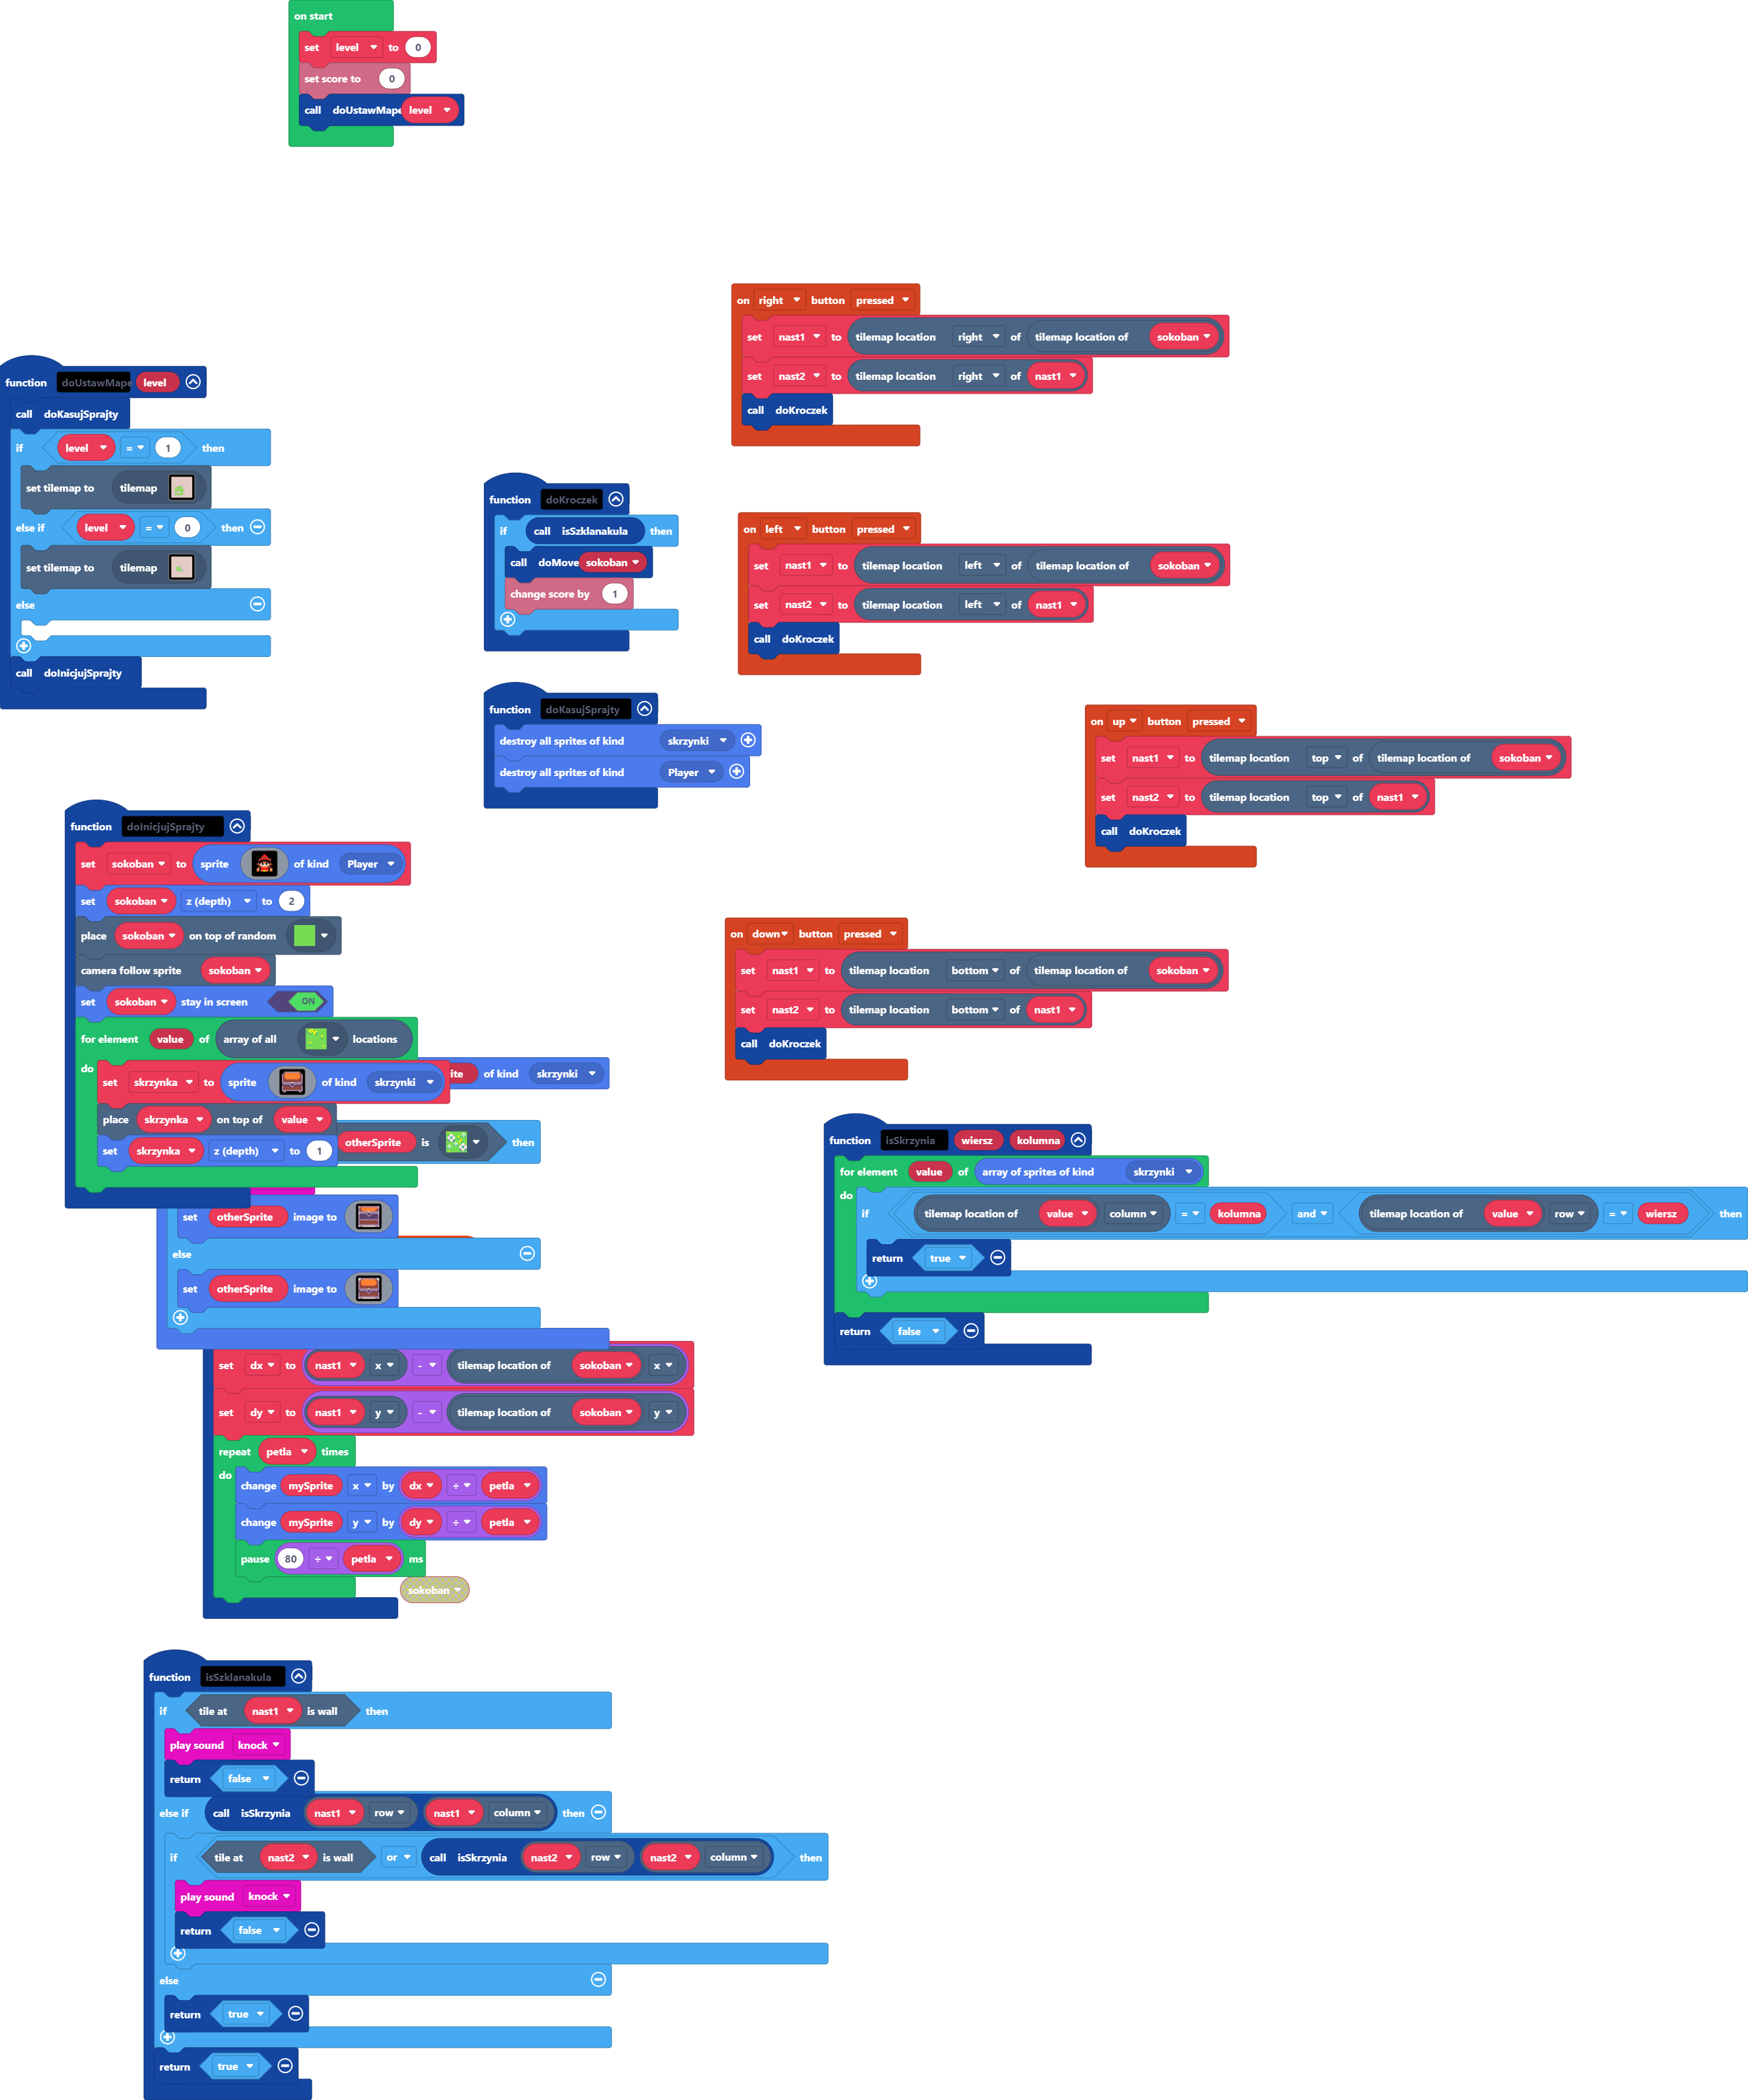 on start
set level to 0
set score to 0
call doUstawMape level
on right button pressed
set nast1 to tilemap location right of tilemap location of sokoban
set nast2 to tilemap location right of nast1
call doKroczek
function doUstawMape level
call doKasujSprajty
if level = 1 then
set tilemap to tilemap
else if level = 0 then
set tilemap to tilemap
else
call doInicjujSprajty
function doKroczek
if call isSzklanakula then
call doMove sokoban
change score by 1
on left button pressed
set nast1 to tilemap location left of tilemap location of sokoban
set nast2 to tilemap location left of nast1
call doKroczek
function doKasujSprajty
destroy all sprites of kind skrzynki
destroy all sprites of kind Player
on up button pressed
set nast1 to tilemap location top of tilemap location of sokoban
set nast2 to tilemap location top of nast1
call doKroczek
function doInicjujSprajty
set sokoban to sprite of kind Player
set sokoban z (depth) to 2
place sokoban on top of random
camera follow sprite sokoban
set sokoban stay in screen ON
for element value of array of all locations
do
set skrzynka to sprite of kind skrzynki
place skrzynka on top of value
set skrzynka z (depth) to 1
ite of kind skrzynki
otherSprite is then
set otherSprite image to
else
set otherSprite image to
on down button pressed
set nast1 to tilemap location bottom of tilemap location of sokoban
set nast2 to tilemap location bottom of nast1
call doKroczek
function isSkrzynia wiersz kolumna
for element value of array of sprites of kind skrzynki
do
if tilemap location of value column = kolumna and tilemap location of value row = wiersz then
return true
return false
set dx to nast1 x - tilemap location of sokoban x
set dy to nast1 y - tilemap location of sokoban y
repeat petla times
do
change mySprite x by dx ÷ petla
change mySprite y by dy ÷ petla
pause 80 ÷ petla ms
sokoban
function isSzklanakula
if tile at nast1 is wall then
play sound knock
return false
else if call isSkrzynia nast1 row nast1 column then
if tile at nast2 is wall or call isSkrzynia nast2 row nast2 column then
play sound knock
return false
else
return true
return true